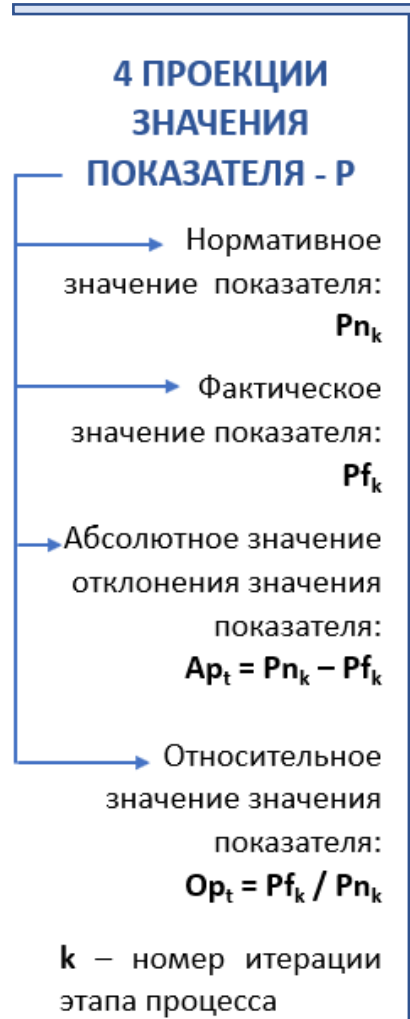 4 ПРОЕКЦИИ
ЗНАЧЕНИЯ
ПОКАЗАТЕЛЯ - P
Нормативное
значение показателя:
Pnₖ
Фактическое
значение показателя:
Pfₖ
Абсолютное значение
отклонения значения
показателя:
Apₜ = Pnₖ – Pfₖ
Относительное
значение значения
показателя:
Opₜ = Pfₖ / Pnₖ
k – номер итерации
этапа процесса